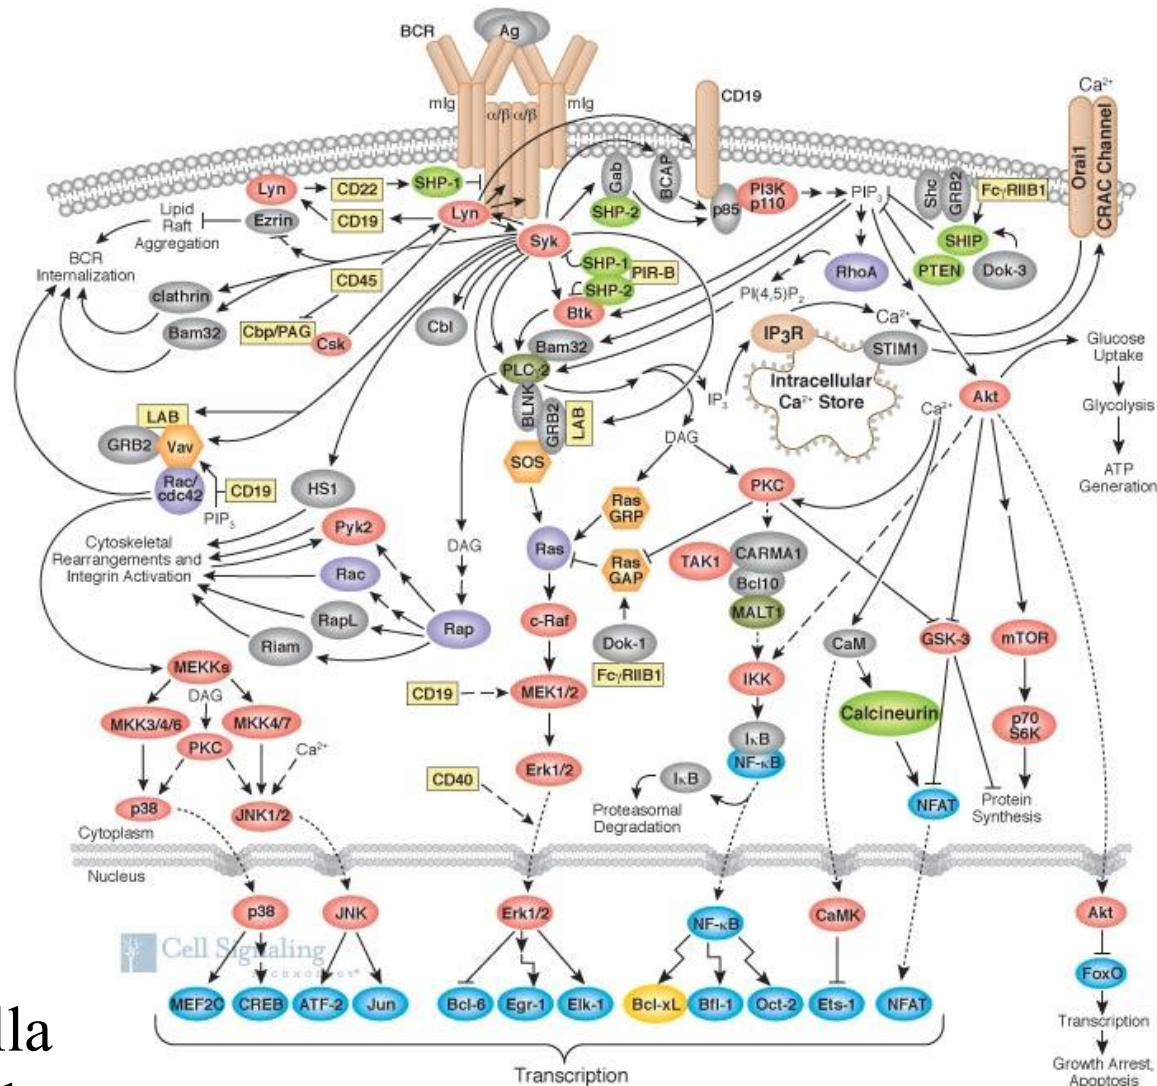 BCR
Ag
mIg
α/β α/β
mIg
CD19
Ca²⁺
Orai1
CRAC Channel
Lyn
CD22
SHP-1
Lyn
Gab
BCAP
SHP-2
p85
PI3K
p110
PIP₃
Shc
GRB2
FcγRIIB1
Lipid
Raft
Aggregation
Ezrin
CD19
Syk
SHIP
PTEN
Dok-3
RhoA
BCR
Internalization
CD45
SHP-1
PIR-B
SHP-2
PI(4,5)P₂
clathrin
Bam32
Cbp/PAG
Csk
Cbl
Btk
Bam32
IP₃R
Ca²⁺
STIM1
Glucose
Uptake
PLCγ2
BLNK
GRB2
LAB
IP₃
Intracellular
Ca²⁺ Store
Akt
Ca²⁺
Glycolysis
LAB
GRB2
Vav
DAG
SOS
ATP
Generation
Rac/
cdc42
CD19
PIP₃
HS1
PKC
Ras
GRP
Pyk2
Cytoskeletal
Rearrangements and
Integrin Activation
DAG
Ras
Ras
GAP
TAK1
CARMA1
Bcl10
MALT1
Rac
RapL
Rap
c-Raf
Dok-1
FcγRIIB1
Riam
CaM
GSK-3
mTOR
MEKKs
DAG
CD19
MEK1/2
IKK
MKK3/4/6
MKK4/7
PKC
Ca²⁺
Calcineurin
p70
S6K
IκB
NF-κB
Erk1/2
CD40
IκB
Proteasomal
Degradation
p38
JNK1/2
NFAT
Protein
Synthesis
Cytoplasm
Nucleus
p38
JNK
Erk1/2
NF-κB
CaMK
Akt
Cell Signaling
TECHNOLOGY®
FoxO
MEF2C
CREB
ATF-2
Jun
Bcl-6
Egr-1
Elk-1
Bcl-xL
Bfl-1
Oct-2
Ets-1
NFAT
Transcription
Transcription
Growth Arrest,
Apoptosis
lla